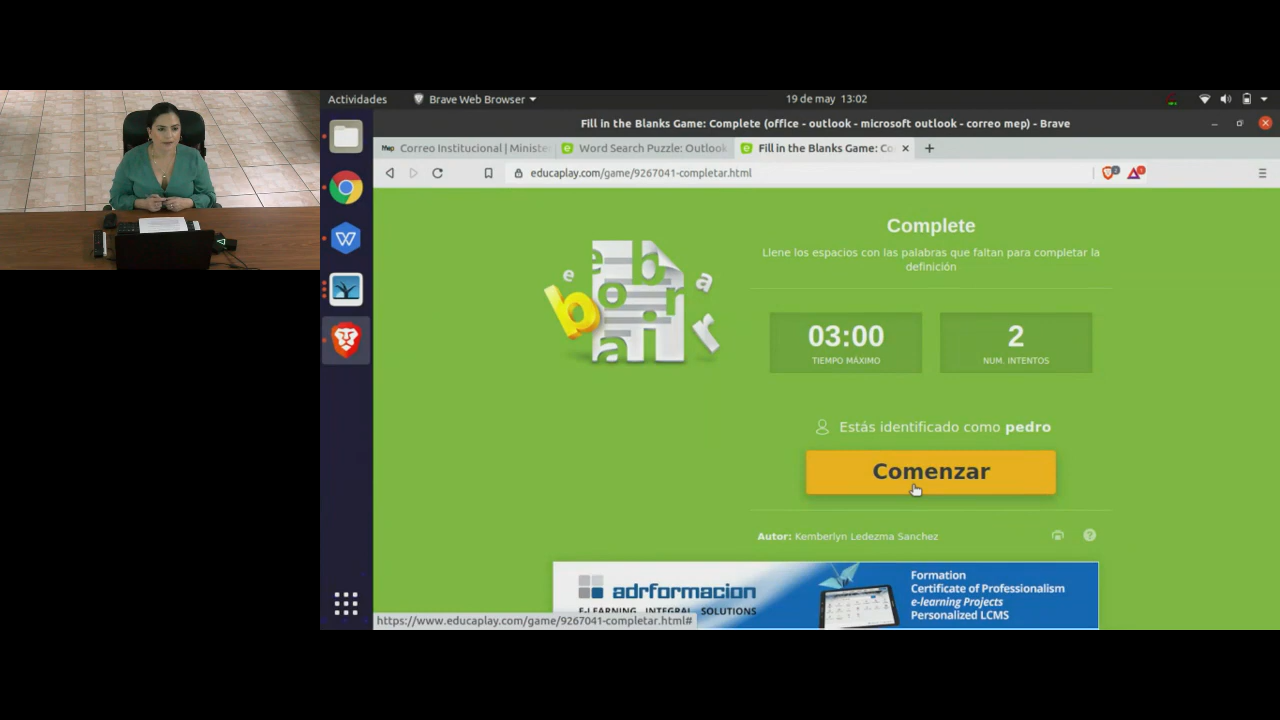 Actividades
Brave Web Browser
19 de may 13:02
Fill in the Blanks Game: Complete (office - outlook - microsoft outlook - correo mep) - Brave
Mep Correo Institucional | Ministe
Word Search Puzzle: Outlook
Fill in the Blanks Game: Co
educaplay.com/game/9267041-completar.html
Complete
Llene los espacios con las palabras que faltan para completar la
definición
03:00
TIEMPO MÁXIMO
2
NUM. INTENTOS
Estás identificado como pedro
Comenzar
Autor: Kemberlyn Ledezma Sanchez
adrformacion
E-LEARNING INTEGRAL SOLUTIONS
Formation
Certificate of Professionalism
e-learning Projects
Personalized LCMS
https://www.educaplay.com/game/9267041-completar.html#